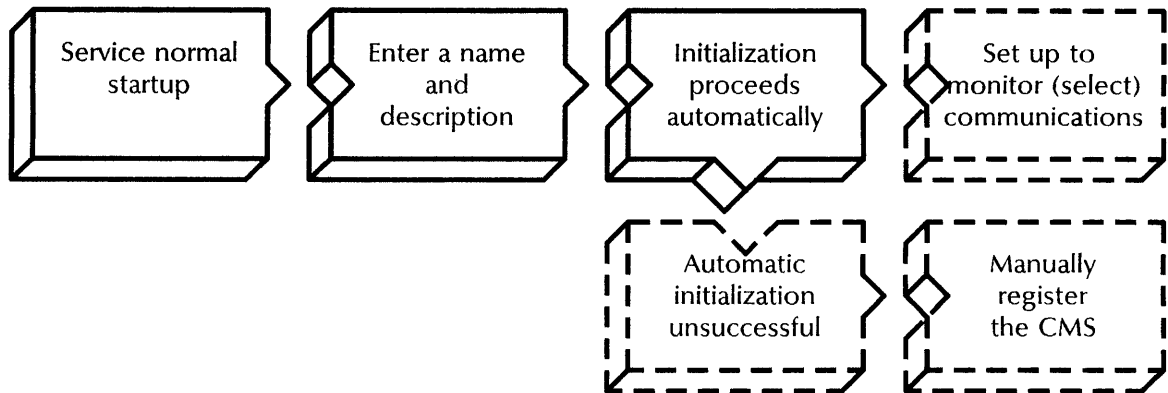 Service normal
startup
Enter a name
and
description
Initialization
proceeds
automatically
Set up to
monitor (select)
communications
Automatic
initialization
unsuccessful
Manually
register
the CMS